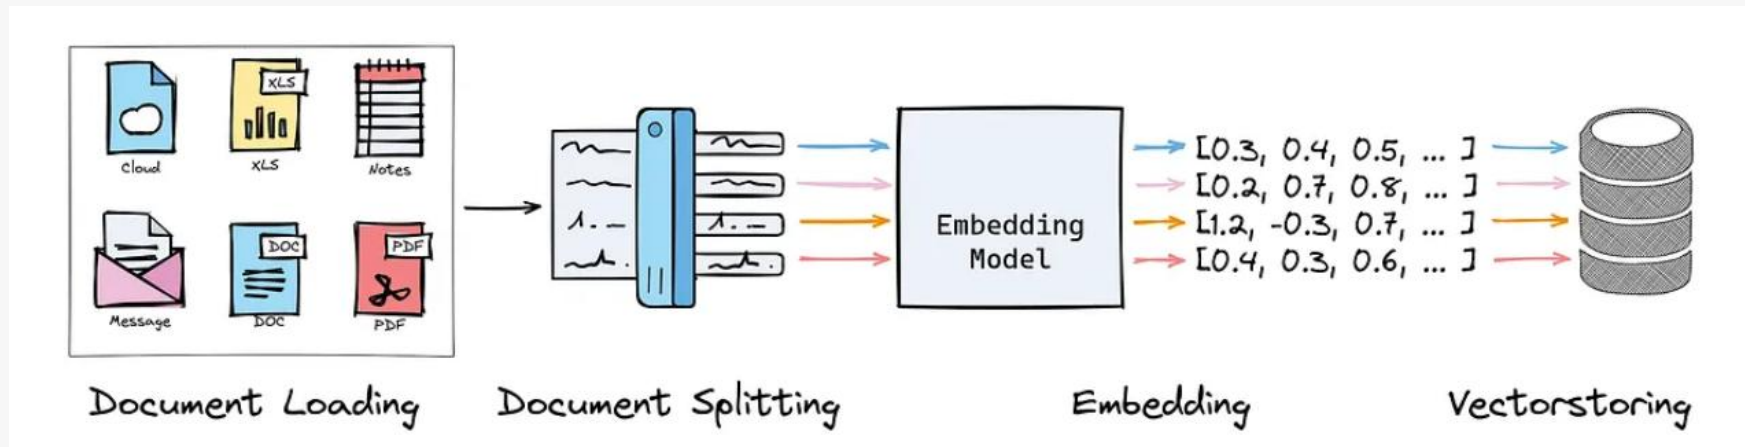 XLS
Cloud
XLS
Notes
DOC
PDF
Message
DOC
PDF
1. –
1. –
Embedding
Model
[0.3, 0.4, 0.5, ... ]
[0.2, 0.7, 0.8, ... ]
[1.2, -0.3, 0.7, ... ]
[0.4, 0.3, 0.6, ... ]
Document Loading
Document Splitting
Embedding
Vectorstoring